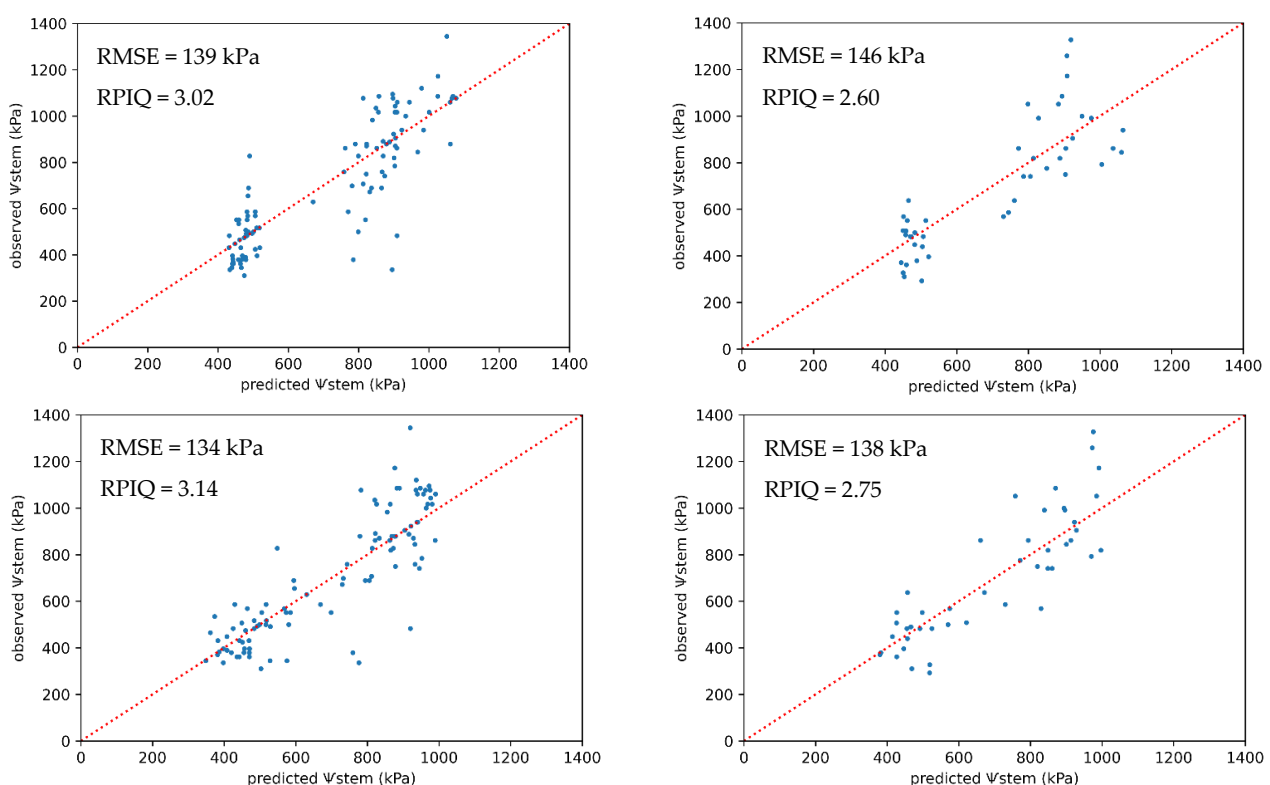 RMSE = 139 kPa
RPIQ = 3.02
1400
1200
1000
800
600
400
200
0
observed Ψstem (kPa)
0 200 400 600 800 1000 1200 1400
predicted Ψstem (kPa)
RMSE = 146 kPa
RPIQ = 2.60
1400
1200
1000
800
600
400
200
0
observed Ψstem (kPa)
0 200 400 600 800 1000 1200 1400
predicted Ψstem (kPa)
RMSE = 134 kPa
RPIQ = 3.14
1400
1200
1000
800
600
400
200
0
observed Ψstem (kPa)
0 200 400 600 800 1000 1200 1400
predicted Ψstem (kPa)
RMSE = 138 kPa
RPIQ = 2.75
1400
1200
1000
800
600
400
200
0
observed Ψstem (kPa)
0 200 400 600 800 1000 1200 1400
predicted Ψstem (kPa)